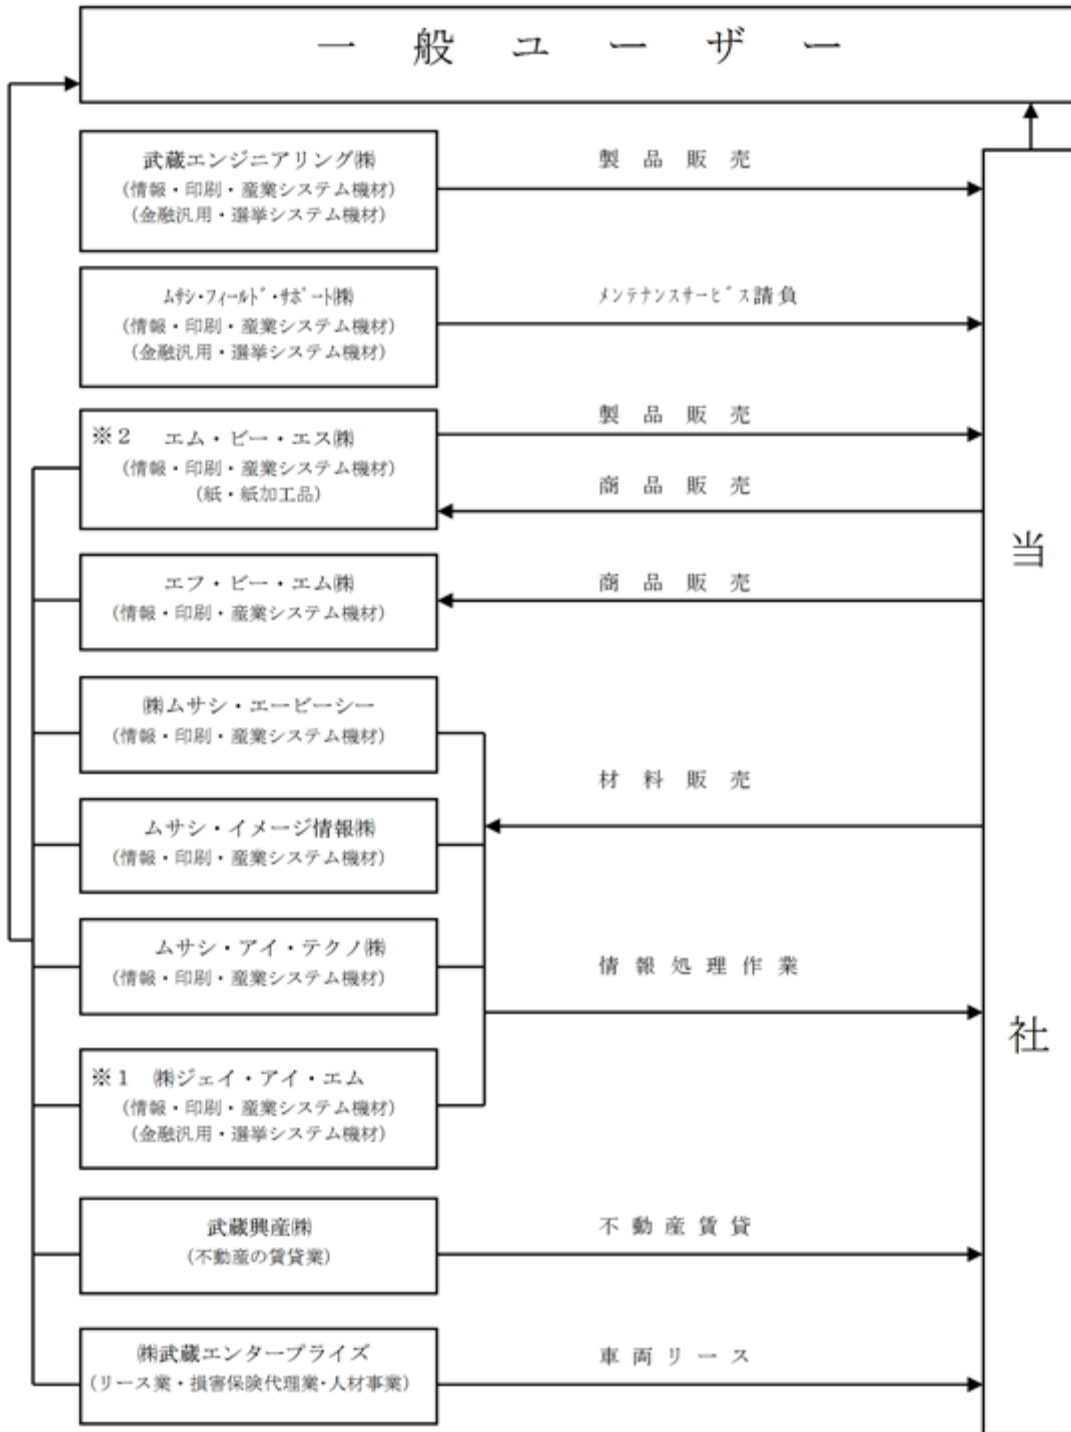 一般ユーザー
武蔵エンジニアリング㈱
(情報・印刷・産業システム機材)
(金融汎用・選挙システム機材)
製品販売
ムサシ・フィールド・サポート㈱
(情報・印刷・産業システム機材)
(金融汎用・選挙システム機材)
メンテナンスサービス請負
※2 エム・ビー・エス㈱
(情報・印刷・産業システム機材)
(紙・紙加工品)
製品販売
商品販売
エフ・ビー・エム㈱
(情報・印刷・産業システム機材)
商品販売
㈱ムサシ・エービーシー
(情報・印刷・産業システム機材)
材料販売
ムサシ・イメージ情報㈱
(情報・印刷・産業システム機材)
ムサシ・アイ・テクノ㈱
(情報・印刷・産業システム機材)
情報処理作業
※1 ㈱ジェイ・アイ・エム
(情報・印刷・産業システム機材)
(金融汎用・選挙システム機材)
武蔵興産㈱
(不動産の賃貸業)
不動産賃貸
㈱武蔵エンタープライズ
(リース業・損害保険代理業・人材事業)
車両リース
当社